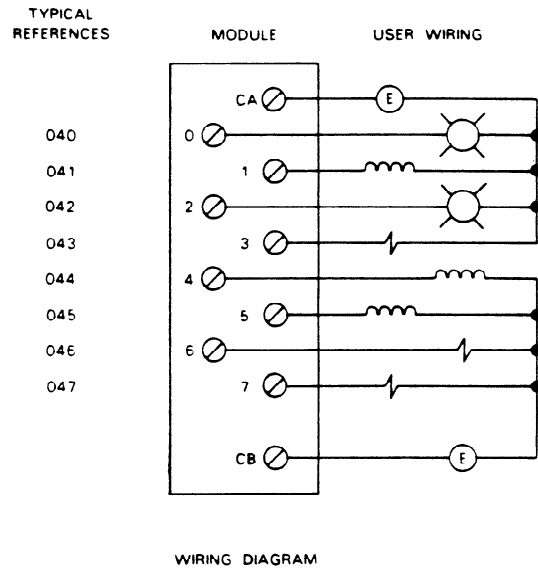 TYPICAL
REFERENCES
MODULE
USER WIRING
CA
E
040
0
041
1
042
2
043
3
044
4
045
5
046
6
047
7
CB
E
WIRING DIAGRAM